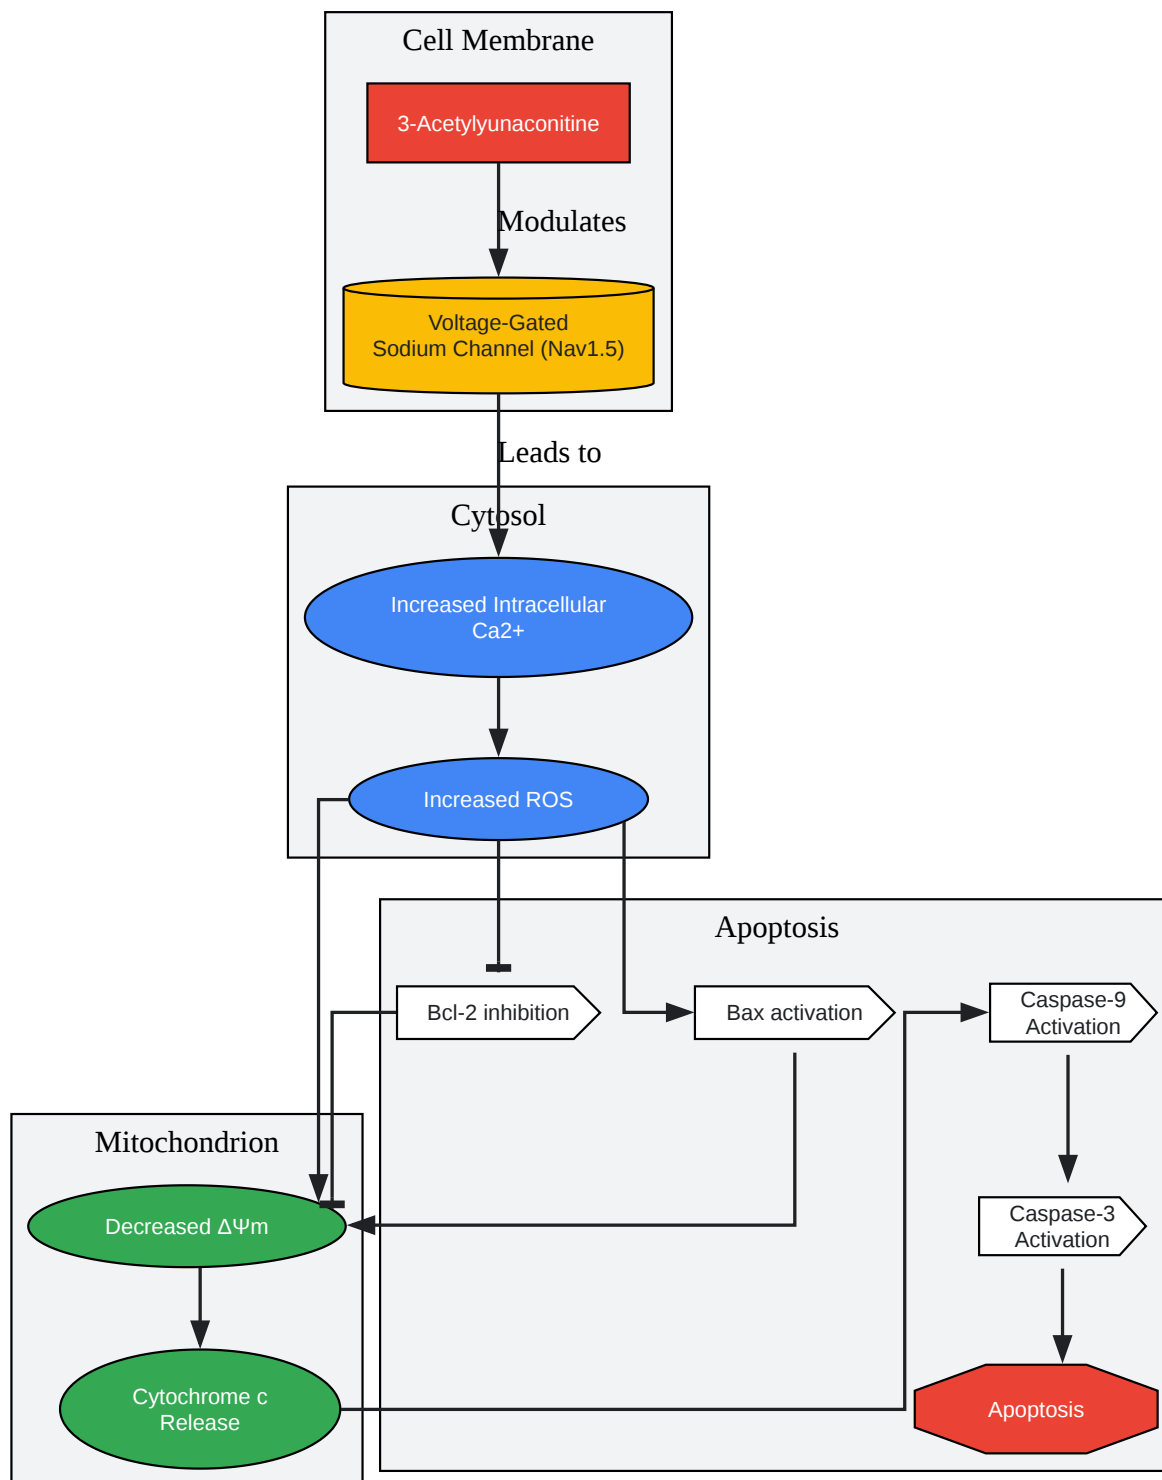 Cell Membrane
3-Acetylyunaconitine
Modulates
Voltage-Gated
Sodium Channel (Nav1.5)
Leads to
Cytosol
Increased Intracellular
Ca2+
Increased ROS
Apoptosis
Bcl-2 inhibition
Bax activation
Caspase-9
Activation
Mitochondrion
Decreased ΔΨm
Caspase-3
Activation
Cytochrome c
Release
Apoptosis